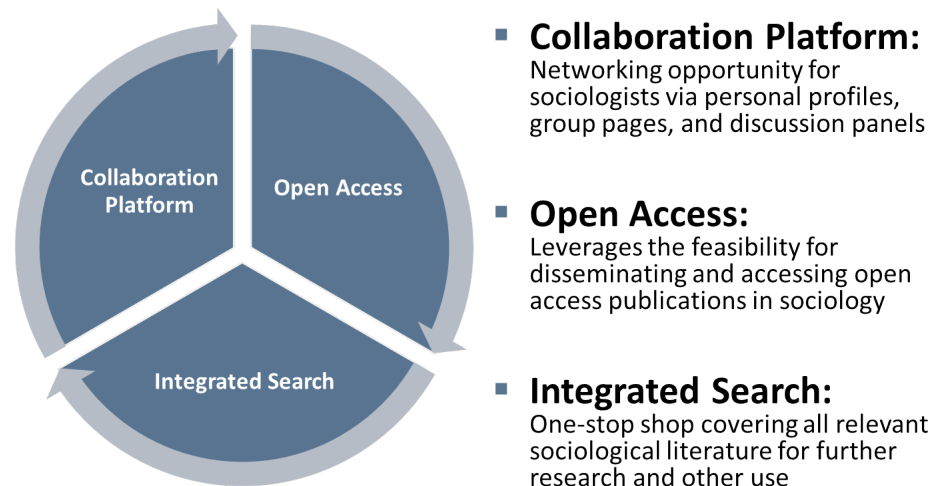 Collaboration
Platform
Open Access
Integrated Search
Collaboration Platform:
Networking opportunity for
sociologists via personal profiles,
group pages, and discussion panels
Open Access:
Leverages the feasibility for
disseminating and accessing open
access publications in sociology
Integrated Search:
One-stop shop covering all relevant
sociological literature for further
research and other use